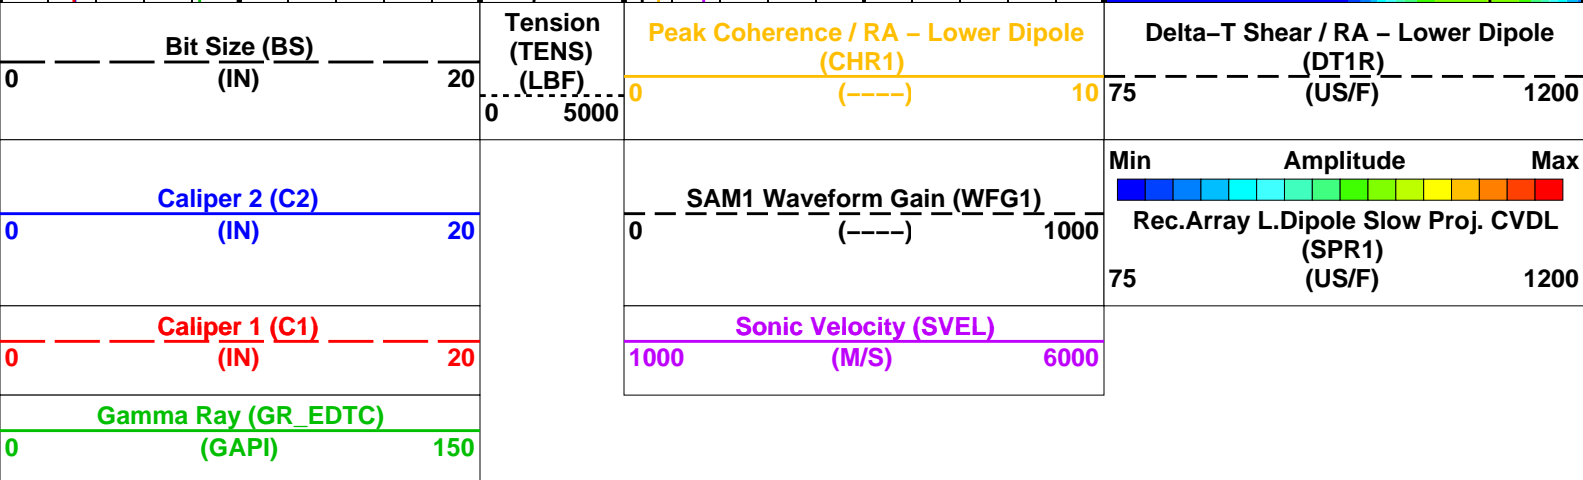 Bit Size (BS)
0 (IN) 20
Tension
(TENS)
(LBF)
0 5000
Peak Coherence / RA – Lower Dipole
(CHR1)
0 (––––) 10
Delta–T Shear / RA – Lower Dipole
(DT1R)
75 (US/F) 1200
Caliper 2 (C2)
0 (IN) 20
SAM1 Waveform Gain (WFG1)
0 (––––) 1000
Min Amplitude Max
Rec.Array L.Dipole Slow Proj. CVDL
(SPR1)
75 (US/F) 1200
Caliper 1 (C1)
0 (IN) 20
Sonic Velocity (SVEL)
1000 (M/S) 6000
Gamma Ray (GR_EDTC)
0 (GAPI) 150